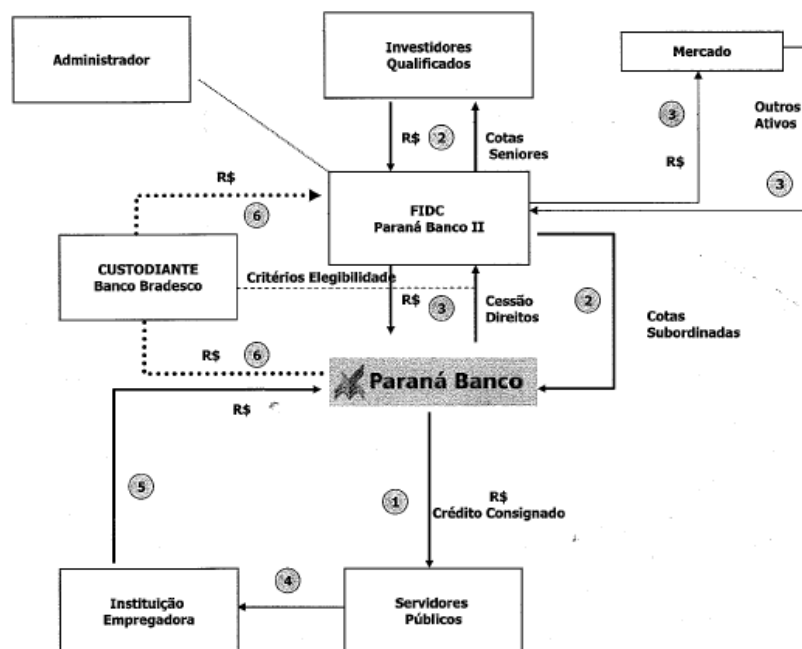 Administrador
Investidores
Qualificados
Mercado
R$
2
Cotas
Seniores
3
R$
Outros
Ativos
3
R$
6
FIDC
Paraná Banco II
CUSTODIANTE
Banco Bradesco
Critérios Elegibilidade
R$
3
Cessão
Direitos
2
Cotas
Subordinadas
R$
6
Paraná Banco
R$
5
1
R$
Crédito Consignado
4
Instituição
Empregadora
Servidores
Públicos